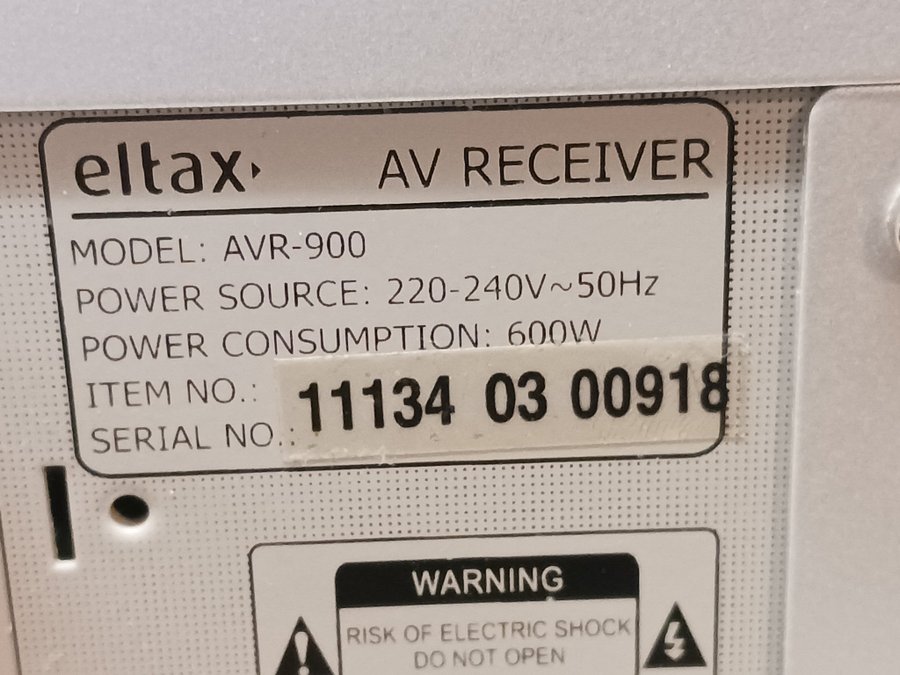 eltax AV RECEIVER
MODEL: AVR-900
POWER SOURCE: 220-240V~50Hz
POWER CONSUMPTION: 600W
ITEM NO.:
11134 03 00918
SERIAL NO.:
WARNING
RISK OF ELECTRIC SHOCK
DO NOT OPEN